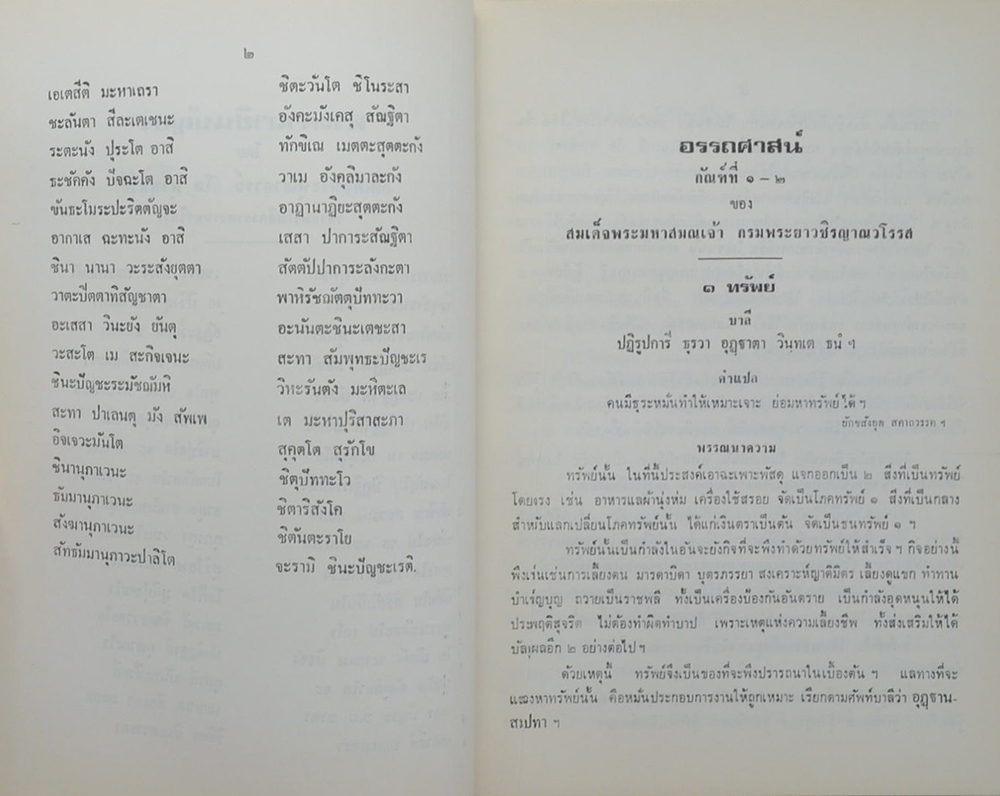 ๒
เอเตสีติ มะหาเถรา ชิตะวันโต ชิโนระสา
ชะลันตา สีละเตเชนะ อังคะมังเคสุ สัณฐิตา
ระตะนัง ปุระโต อาสิ ทักขิเณ เมตตะสุตตะกัง
ธะชัคคัง ปัจฉะโต อาสิ วาเม อังคุลิมาละกัง
ขันธะโมระปะริตตัญจะ อาฏานาฏิยะสุตตะกัง
อากาเส ฉะทะนัง อาสิ เสสา ปาการะสัณฐิตา
ชินา นานา วะระสังยุตตา สัตตัปปาการะลังกะตา
วาตะปิตตาทิสัญชาตา พาหิรัชฌัตตุปัททะวา
อะเสสา วินะยัง ยันตุ อะนันตะชินะเตชะสา
วะสะโต เม สะกิจเจนะ สะทา สัมพุทธะปัญชะเร
ชินะปัญชะระมัชฌัมหิ วิหะรันตัง มะหีตะเล
สะทา ปาเลนตุ มัง สัพเพ เต มะหาปุริสาสะภา
อิจเจวะมันโต สุคุตโต สุรักโข
ชินานุภาเวนะ ชิตุปัททะโว
ธัมมานุภาเวนะ ชิตาริสังโค
สังฆานุภาเวนะ ชิตันตะราโย
สัทธัมมานุภาวะปาลิโต จะรามิ ชินะปัญชะเรติ.
อรรถศาสน์
กัณฑ์ที่ ๑ – ๒
ของ
สมเด็จพระมหาสมณเจ้า กรมพระยาวชิรญาณวโรรส
๑ ทรัพย์
บาลี
ปฏิรูปการี ธุรวา อุฏฺฐาตา วินฺทเต ธนํ ฯ
คำแปล
คนมีธุระหมั่นทำให้เหมาะเจาะ ย่อมหาทรัพย์ได้ ฯ
ยักขสังยุต สคาถวรรค ฯ
พรรณนาความ
ทรัพย์นั้น ในที่นี้ประสงค์เอาฉะเพาะพัสดุ แจกออกเป็น ๒ สิ่งที่เป็นทรัพย์
โดยตรง เช่น อาหารแลผ้านุ่งห่ม เครื่องใช้สรอย จัดเป็นโภคทรัพย์ ๑ สิ่งที่เป็นกลาง
สำหรับแลกเปลี่ยนโภคทรัพย์นั้น ได้แก่เงินตราเป็นต้น จัดเป็นธนทรัพย์ ๑ ฯ
ทรัพย์นั้นเป็นกำลังในอันจะยังกิจที่จะพึงทำด้วยทรัพย์ให้สำเร็จ ฯ กิจอย่างนี้
พึงเห็นเช่นการเลี้ยงตน มารดาบิดา บุตรภรรยา สงเคราะห์ญาติมิตร เลี้ยงดูแขก ทำทาน
บำเร็ญบุญ ถวายเป็นราชพลี ทั้งเป็นเครื่องป้องกันอันตราย เป็นกำลังอุดหนุนให้ได้
ประพฤติสุจริต ไม่ต้องทำผิดทำบาป เพราะเหตุแห่งความเลี้ยงชีพ ทั้งส่งเสริมให้ได้
บัลุผลอีก ๒ อย่างต่อไป ฯ
ด้วยเหตุนี้ ทรัพย์จึงเป็นของที่จะพึงปรารถนาในเบื้องต้น ฯ แลทางที่จะ
แสวงหาทรัพย์นั้น คือหมั่นประกอบการงานให้ถูกเหมาะ เรียกตามศัพท์บาลีว่า อุฏฺฐาน-
สมฺปทา ฯ